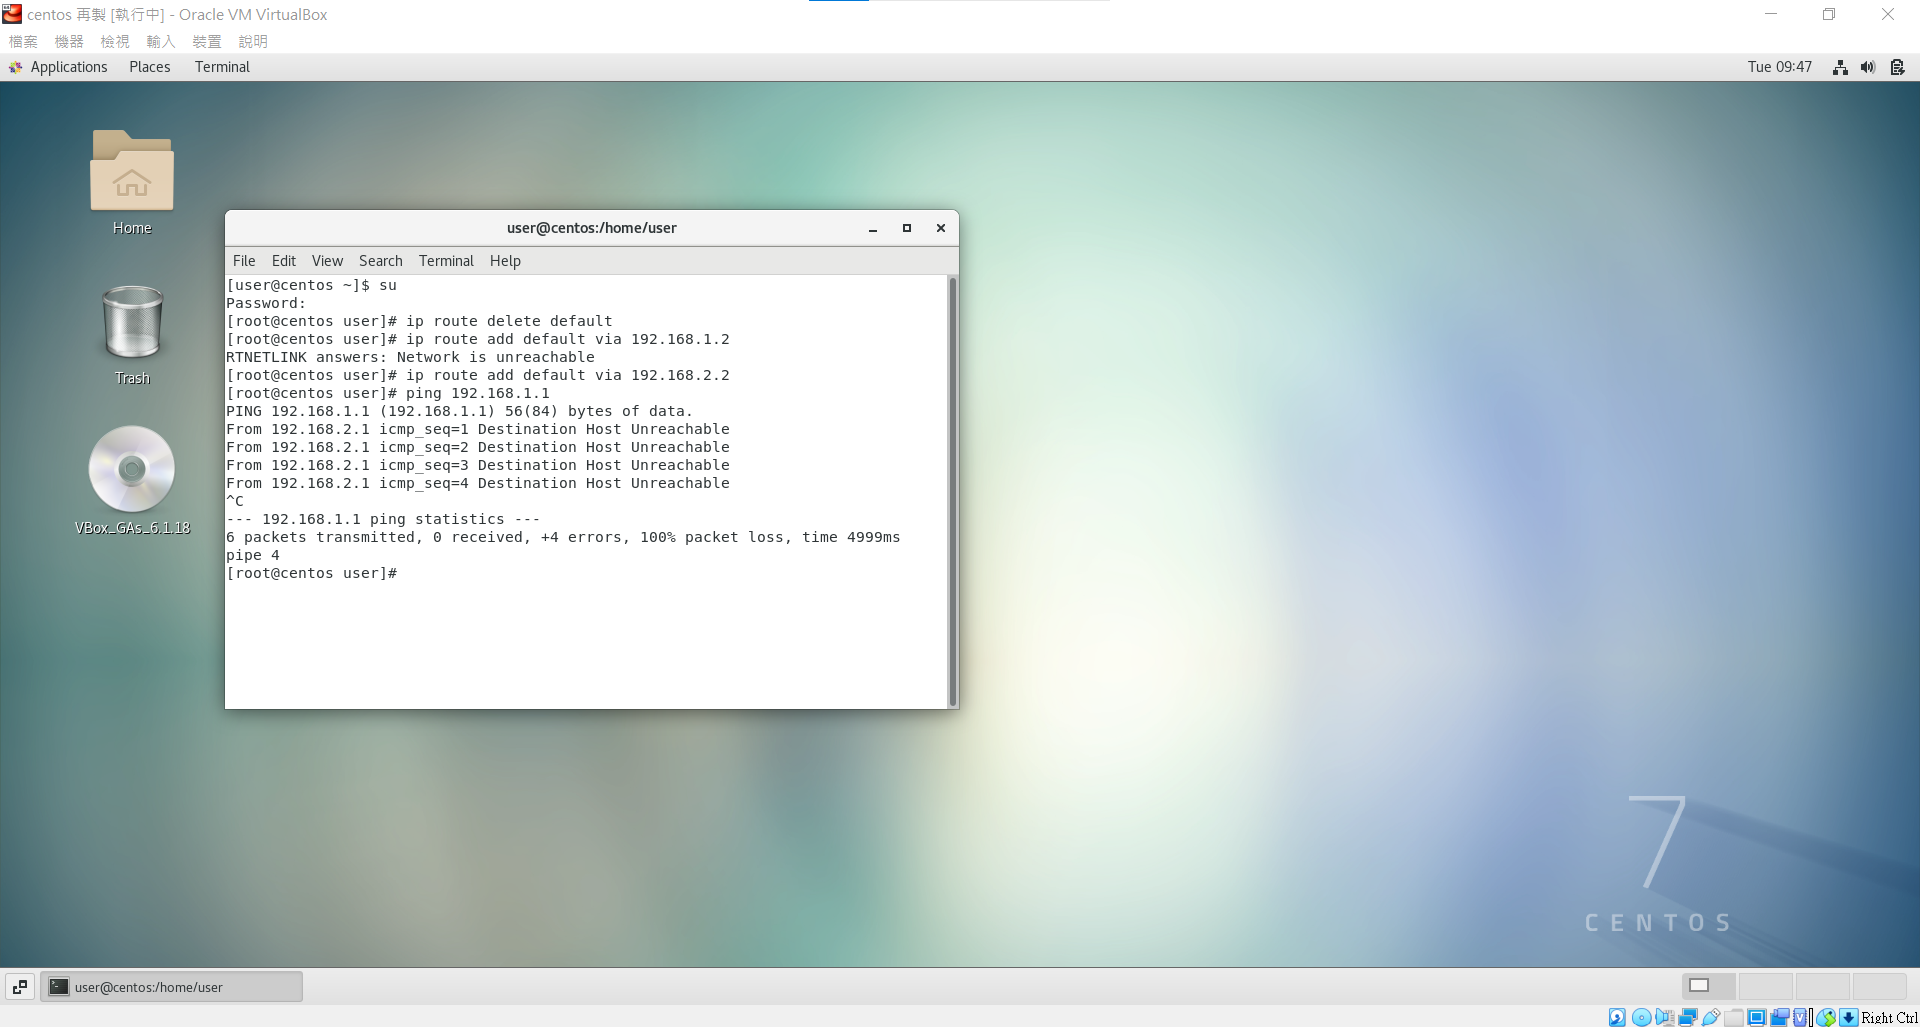 centos 再製 [執行中] - Oracle VM VirtualBox
檔案 機器 檢視 輸入 裝置 說明
Applications Places Terminal Tue 09:47
Home
Trash
VBox_GAs_6.1.18
user@centos:/home/user
File Edit View Search Terminal Help
[user@centos ~]$ su
Password:
[root@centos user]# ip route delete default
[root@centos user]# ip route add default via 192.168.1.2
RTNETLINK answers: Network is unreachable
[root@centos user]# ip route add default via 192.168.2.2
[root@centos user]# ping 192.168.1.1
PING 192.168.1.1 (192.168.1.1) 56(84) bytes of data.
From 192.168.2.1 icmp_seq=1 Destination Host Unreachable
From 192.168.2.1 icmp_seq=2 Destination Host Unreachable
From 192.168.2.1 icmp_seq=3 Destination Host Unreachable
From 192.168.2.1 icmp_seq=4 Destination Host Unreachable
^C
--- 192.168.1.1 ping statistics ---
6 packets transmitted, 0 received, +4 errors, 100% packet loss, time 4999ms
pipe 4
[root@centos user]#
7
CENTOS
user@centos:/home/user
Right Ctrl